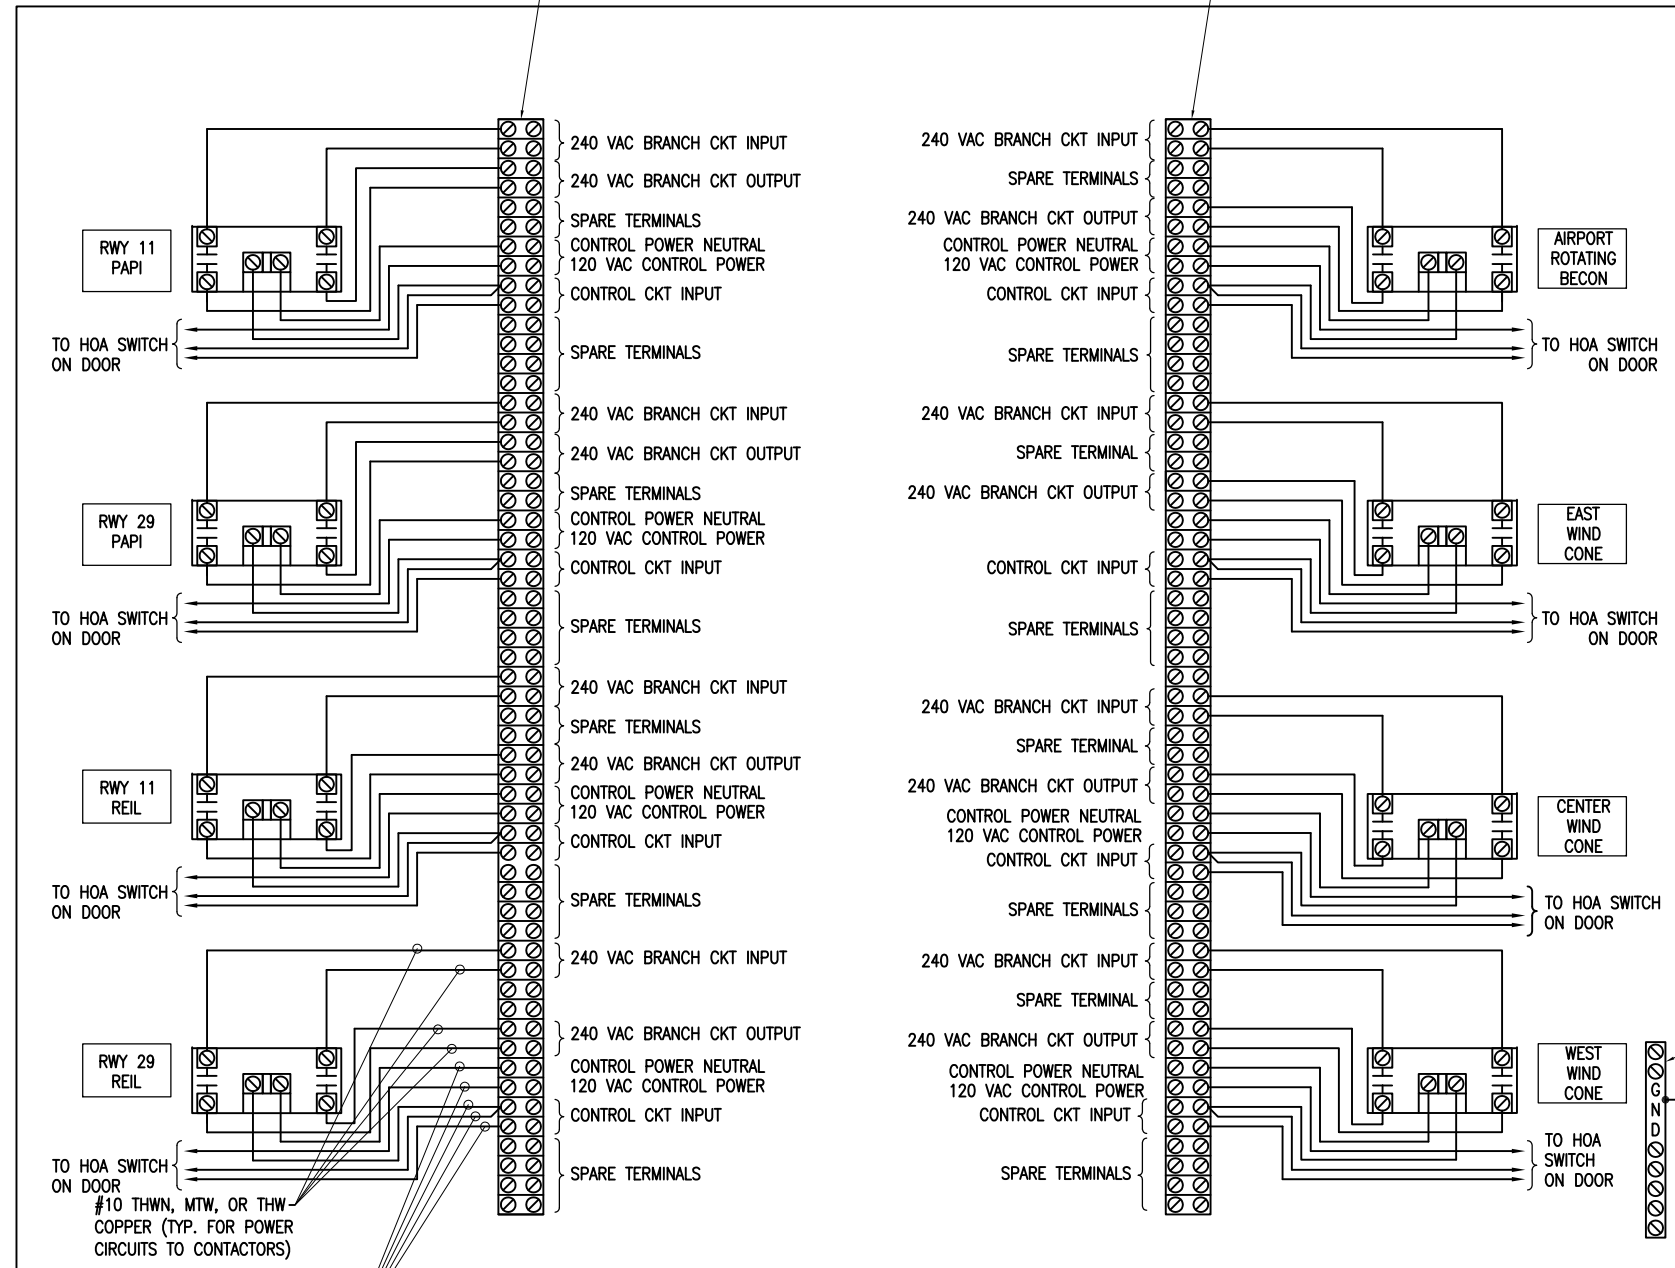 RWY 11
PAPI
TO HOA SWITCH
ON DOOR
240 VAC BRANCH CKT INPUT
240 VAC BRANCH CKT OUTPUT
SPARE TERMINALS
CONTROL POWER NEUTRAL
120 VAC CONTROL POWER
CONTROL CKT INPUT
SPARE TERMINALS
RWY 29
PAPI
TO HOA SWITCH
ON DOOR
240 VAC BRANCH CKT INPUT
240 VAC BRANCH CKT OUTPUT
SPARE TERMINALS
CONTROL POWER NEUTRAL
120 VAC CONTROL POWER
CONTROL CKT INPUT
SPARE TERMINALS
RWY 11
REIL
TO HOA SWITCH
ON DOOR
240 VAC BRANCH CKT INPUT
SPARE TERMINALS
240 VAC BRANCH CKT OUTPUT
CONTROL POWER NEUTRAL
120 VAC CONTROL POWER
CONTROL CKT INPUT
SPARE TERMINALS
RWY 29
REIL
TO HOA SWITCH
ON DOOR
#10 THWN, MTW, OR THW
COPPER (TYP. FOR POWER
CIRCUITS TO CONTACTORS)
240 VAC BRANCH CKT INPUT
240 VAC BRANCH CKT OUTPUT
CONTROL POWER NEUTRAL
120 VAC CONTROL POWER
CONTROL CKT INPUT
SPARE TERMINALS
240 VAC BRANCH CKT INPUT
SPARE TERMINALS
240 VAC BRANCH CKT OUTPUT
CONTROL POWER NEUTRAL
120 VAC CONTROL POWER
CONTROL CKT INPUT
SPARE TERMINALS
AIRPORT
ROTATING
BECON
TO HOA SWITCH
ON DOOR
240 VAC BRANCH CKT INPUT
SPARE TERMINAL
240 VAC BRANCH CKT OUTPUT
CONTROL CKT INPUT
SPARE TERMINALS
EAST
WIND
CONE
TO HOA SWITCH
ON DOOR
240 VAC BRANCH CKT INPUT
SPARE TERMINAL
240 VAC BRANCH CKT OUTPUT
CONTROL POWER NEUTRAL
120 VAC CONTROL POWER
CONTROL CKT INPUT
SPARE TERMINALS
CENTER
WIND
CONE
TO HOA SWITCH
ON DOOR
240 VAC BRANCH CKT INPUT
SPARE TERMINAL
240 VAC BRANCH CKT OUTPUT
CONTROL POWER NEUTRAL
120 VAC CONTROL POWER
CONTROL CKT INPUT
SPARE TERMINALS
WEST
WIND
CONE
TO HOA
SWITCH
ON DOOR
GND